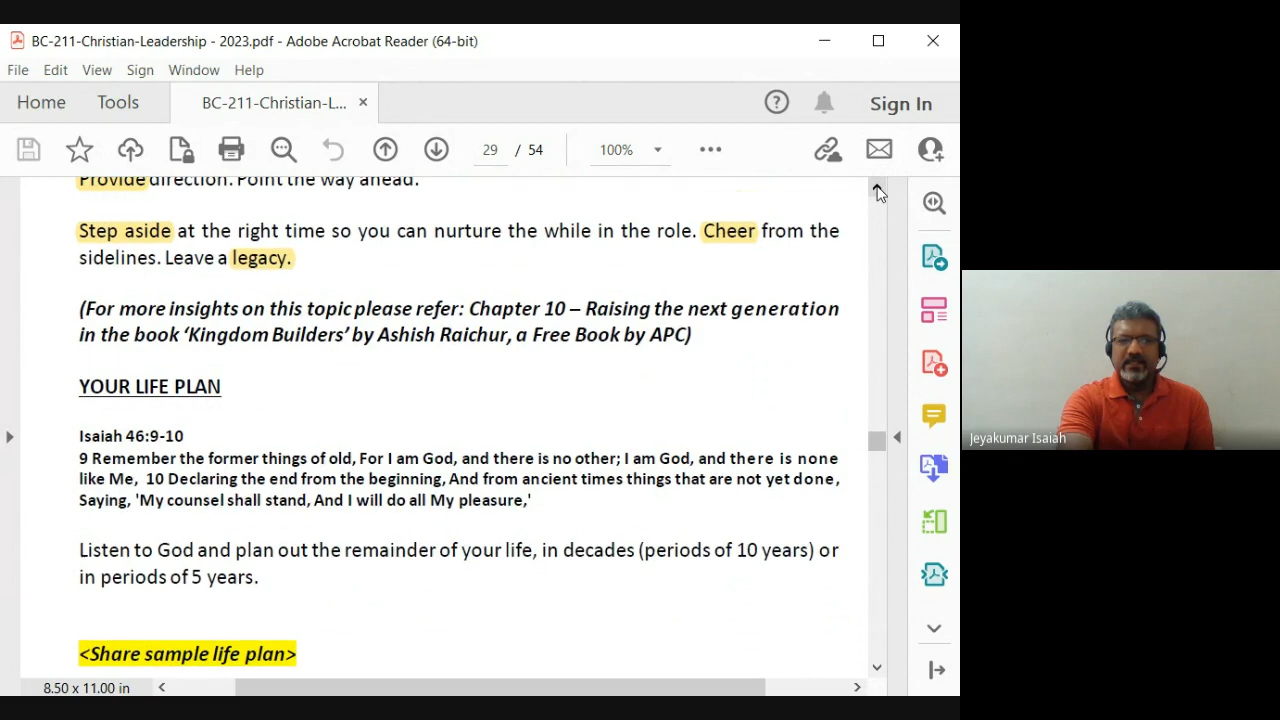 BC-211-Christian-Leadership - 2023.pdf - Adobe Acrobat Reader (64-bit)
File Edit View Sign Window Help
Home Tools BC-211-Christian-L... × Sign In
29 / 54 100%
Provide direction. Point the way ahead.
Step aside at the right time so you can nurture the while in the role. Cheer from the
sidelines. Leave a legacy.
(For more insights on this topic please refer: Chapter 10 – Raising the next generation
in the book ‘Kingdom Builders’ by Ashish Raichur, a Free Book by APC)
YOUR LIFE PLAN
Isaiah 46:9-10
9 Remember the former things of old, For I am God, and there is no other; I am God, and there is none
like Me, 10 Declaring the end from the beginning, And from ancient times things that are not yet done,
Saying, 'My counsel shall stand, And I will do all My pleasure,'
Listen to God and plan out the remainder of your life, in decades (periods of 10 years) or
in periods of 5 years.
<Share sample life plan>
8.50 x 11.00 in
Jeyakumar Isaiah